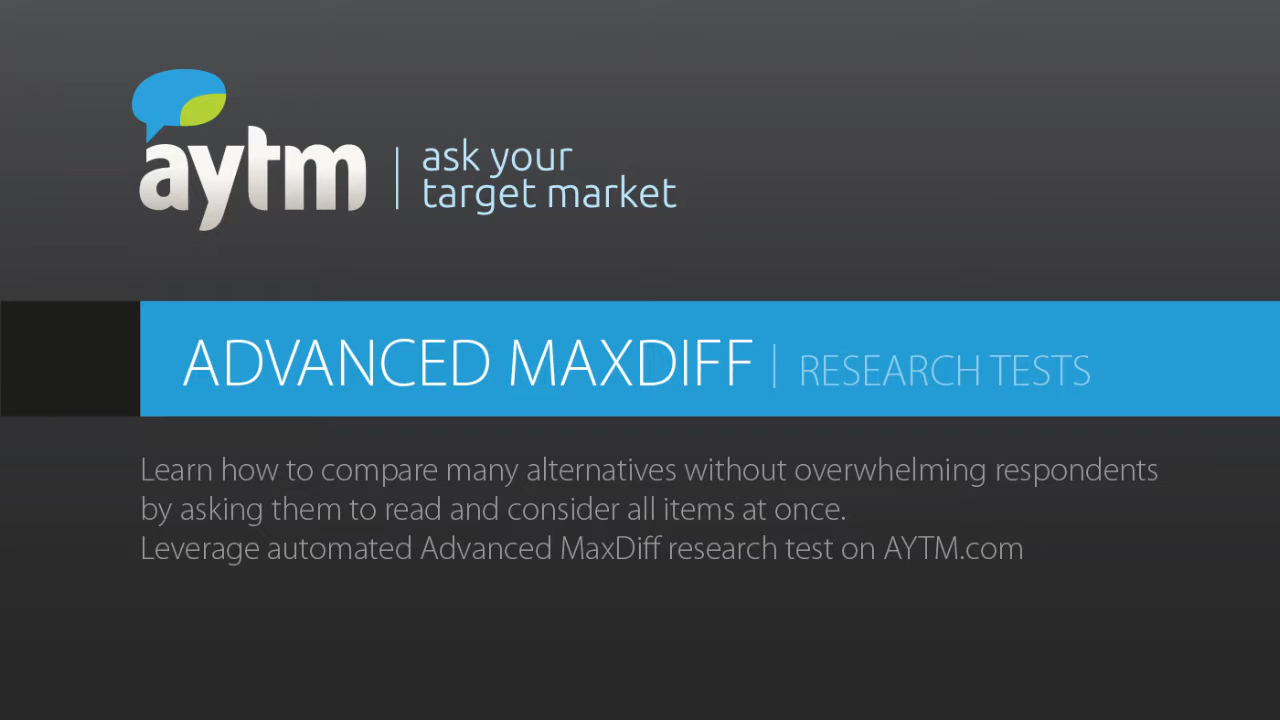 aytm | ask your
target market
ADVANCED MAXDIFF | RESEARCH TESTS
Learn how to compare many alternatives without overwhelming respondents
by asking them to read and consider all items at once.
Leverage automated Advanced MaxDiff research test on AYTM.com